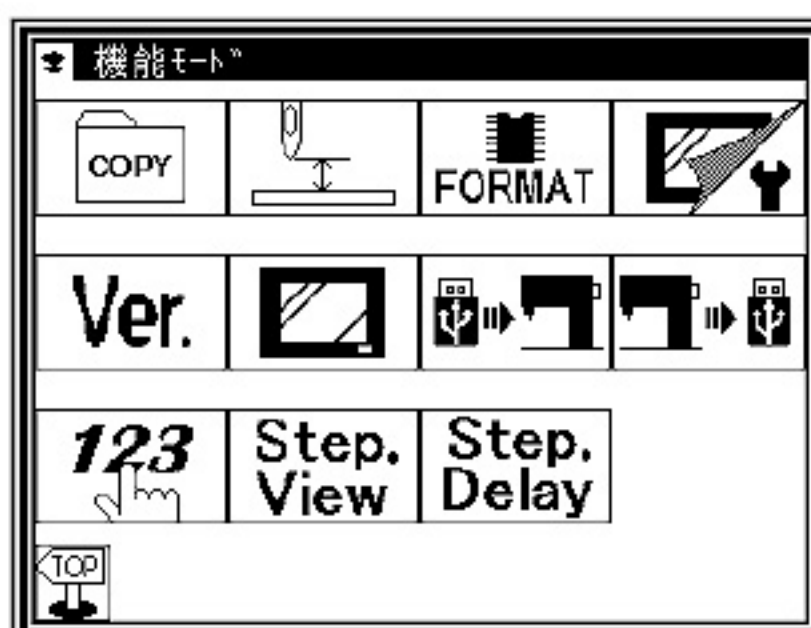 機能ﾓｰﾄﾞ
COPY
FORMAT
Ver.
123
Step.
View
Step.
Delay
TOP